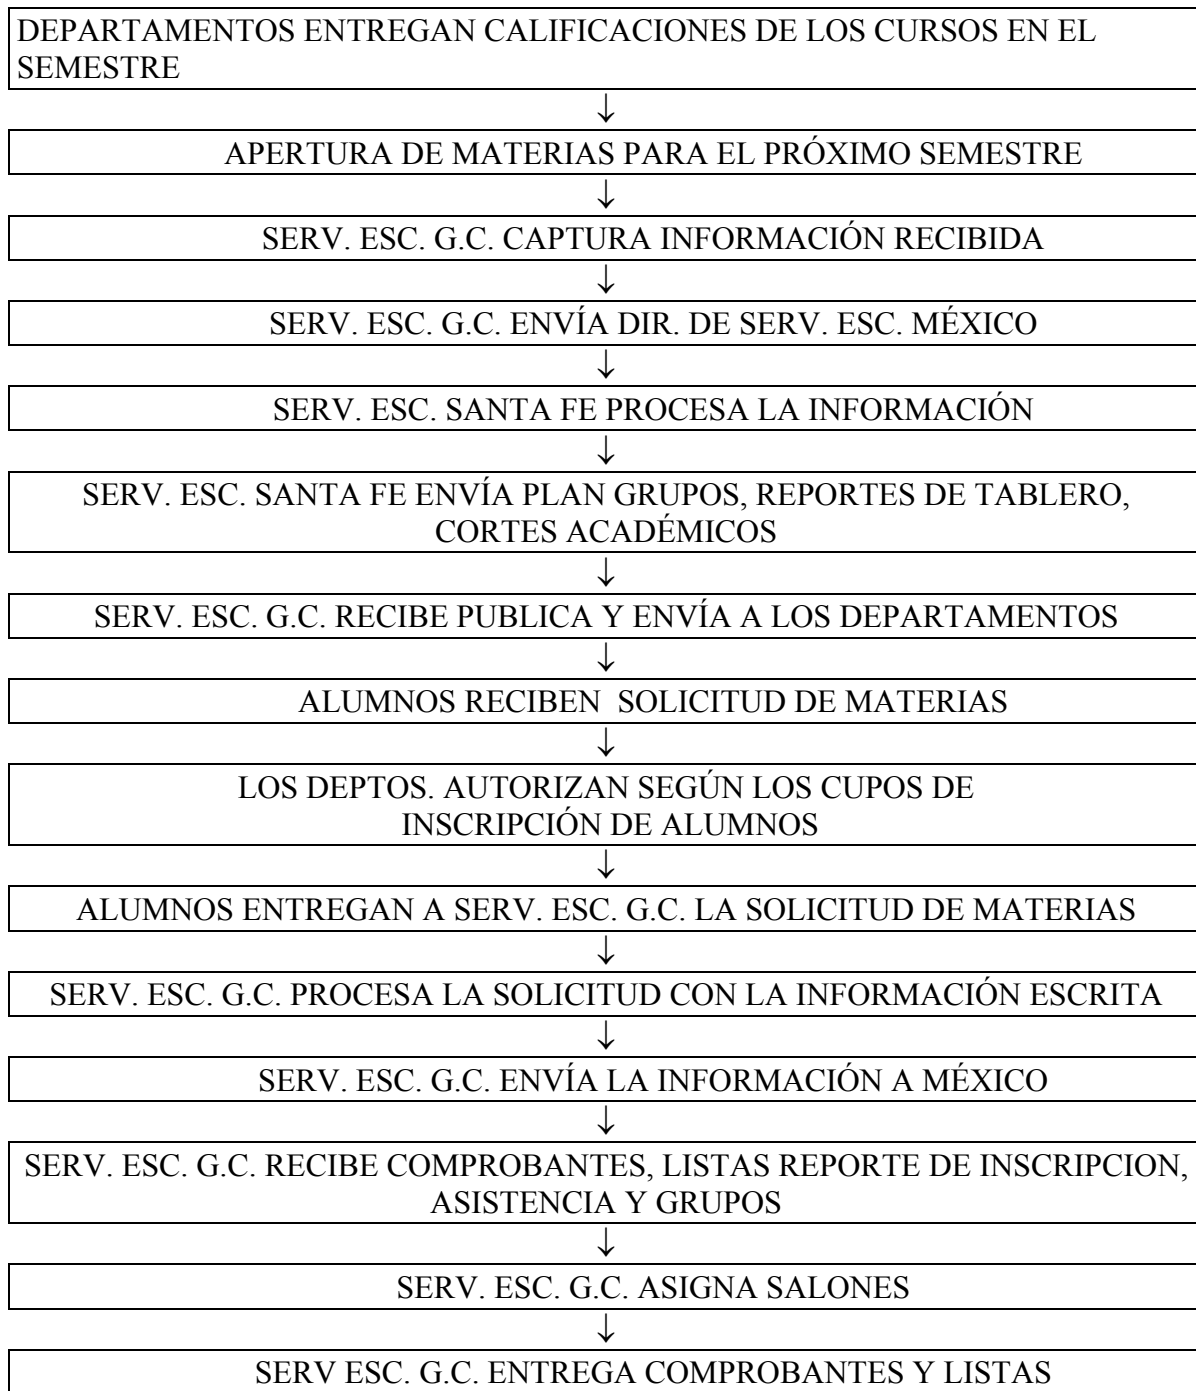 DEPARTAMENTOS ENTREGAN CALIFICACIONES DE LOS CURSOS EN EL
SEMESTRE
↓
APERTURA DE MATERIAS PARA EL PRÓXIMO SEMESTRE
↓
SERV. ESC. G.C. CAPTURA INFORMACIÓN RECIBIDA
↓
SERV. ESC. G.C. ENVÍA DIR. DE SERV. ESC. MÉXICO
↓
SERV. ESC. SANTA FE PROCESA LA INFORMACIÓN
↓
SERV. ESC. SANTA FE ENVÍA PLAN GRUPOS, REPORTES DE TABLERO,
CORTES ACADÉMICOS
↓
SERV. ESC. G.C. RECIBE PUBLICA Y ENVÍA A LOS DEPARTAMENTOS
↓
ALUMNOS RECIBEN  SOLICITUD DE MATERIAS
↓
LOS DEPTOS. AUTORIZAN SEGÚN LOS CUPOS DE
INSCRIPCIÓN DE ALUMNOS
↓
ALUMNOS ENTREGAN A SERV. ESC. G.C. LA SOLICITUD DE MATERIAS
↓
SERV. ESC. G.C. PROCESA LA SOLICITUD CON LA INFORMACIÓN ESCRITA
↓
SERV. ESC. G.C. ENVÍA LA INFORMACIÓN A MÉXICO
↓
SERV. ESC. G.C. RECIBE COMPROBANTES, LISTAS REPORTE DE INSCRIPCION,
ASISTENCIA Y GRUPOS
↓
SERV. ESC. G.C. ASIGNA SALONES
↓
SERV ESC. G.C. ENTREGA COMPROBANTES Y LISTAS